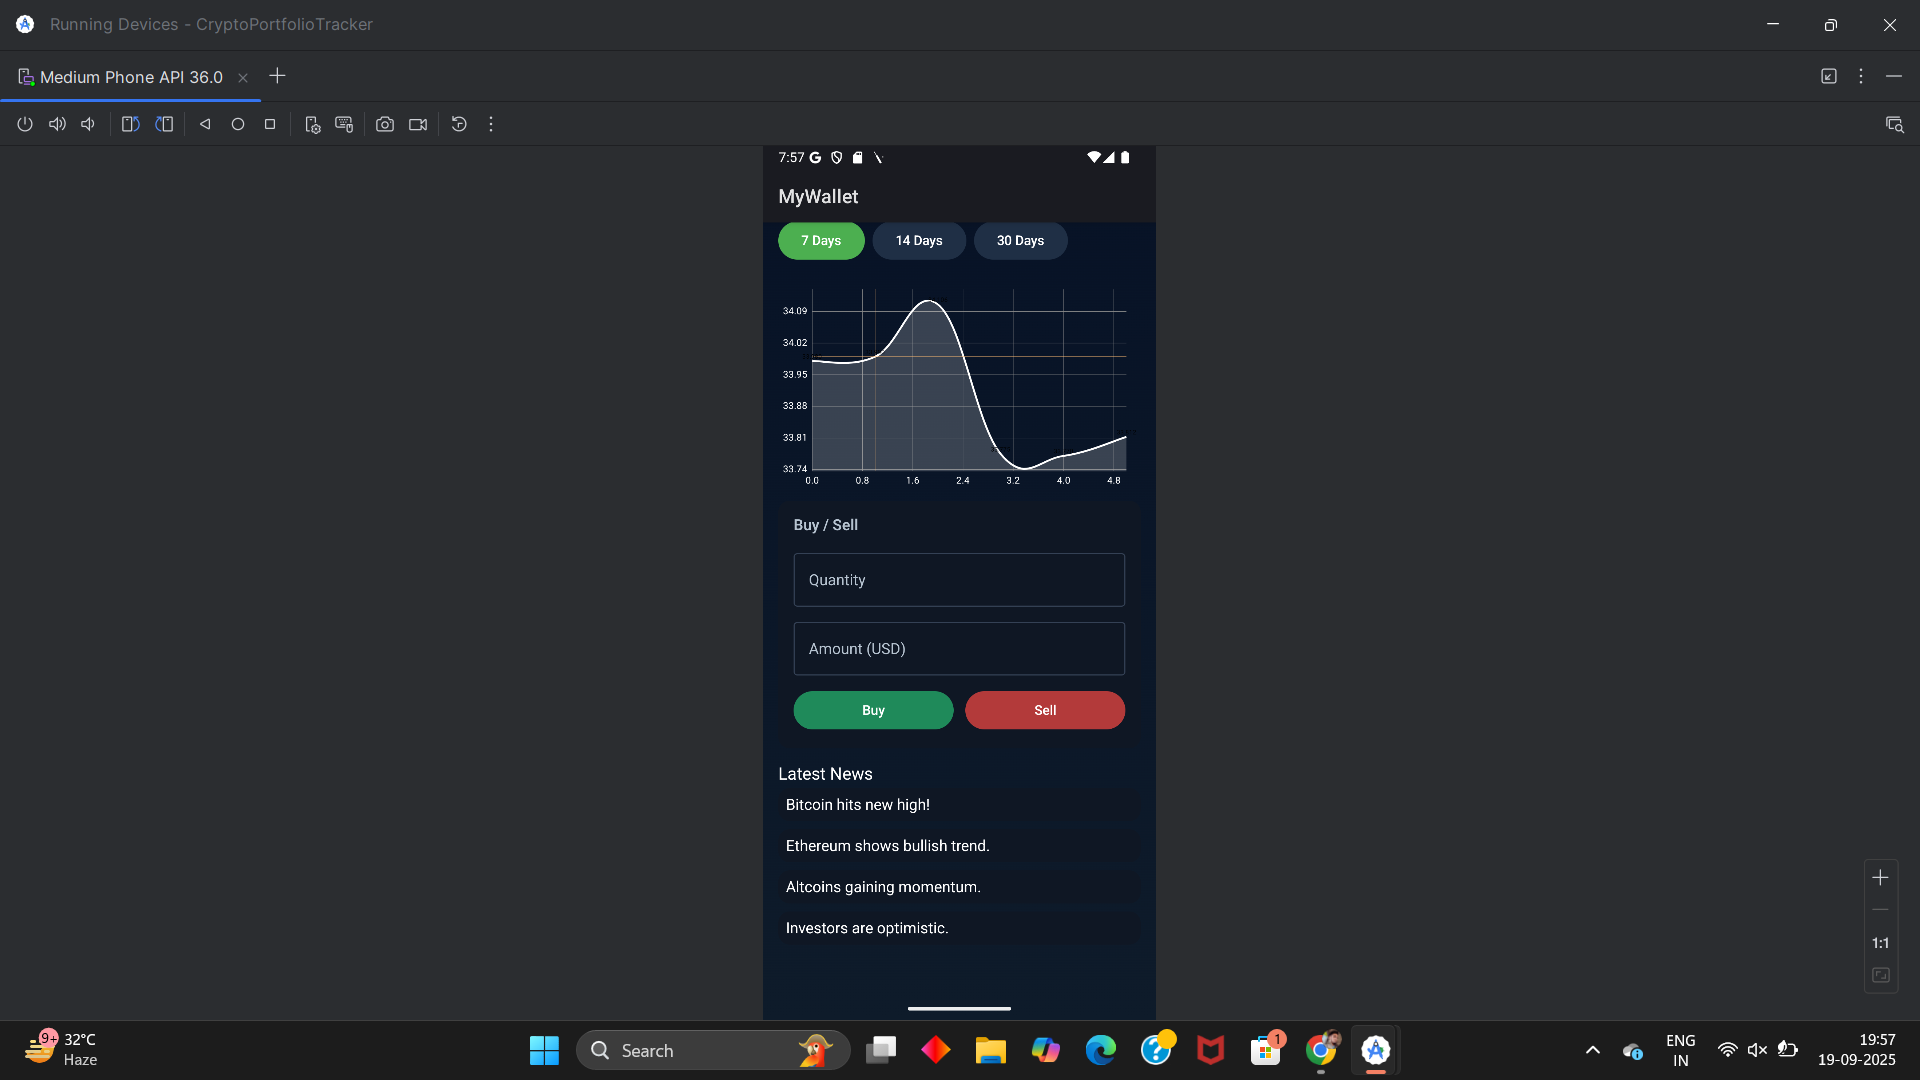 Running Devices - CryptoPortfolioTracker
Medium Phone API 36.0
7:57
MyWallet
7 Days 14 Days 30 Days
34.09
34.02
33.95
33.88
33.81
33.74
0.0 0.8 1.6 2.4 3.2 4.0 4.8
Buy / Sell
Quantity
Amount (USD)
Buy Sell
Latest News
Bitcoin hits new high!
Ethereum shows bullish trend.
Altcoins gaining momentum.
Investors are optimistic.
1:1
9+ 32°C
Haze
Search
1
ENG
IN
19:57
19-09-2025